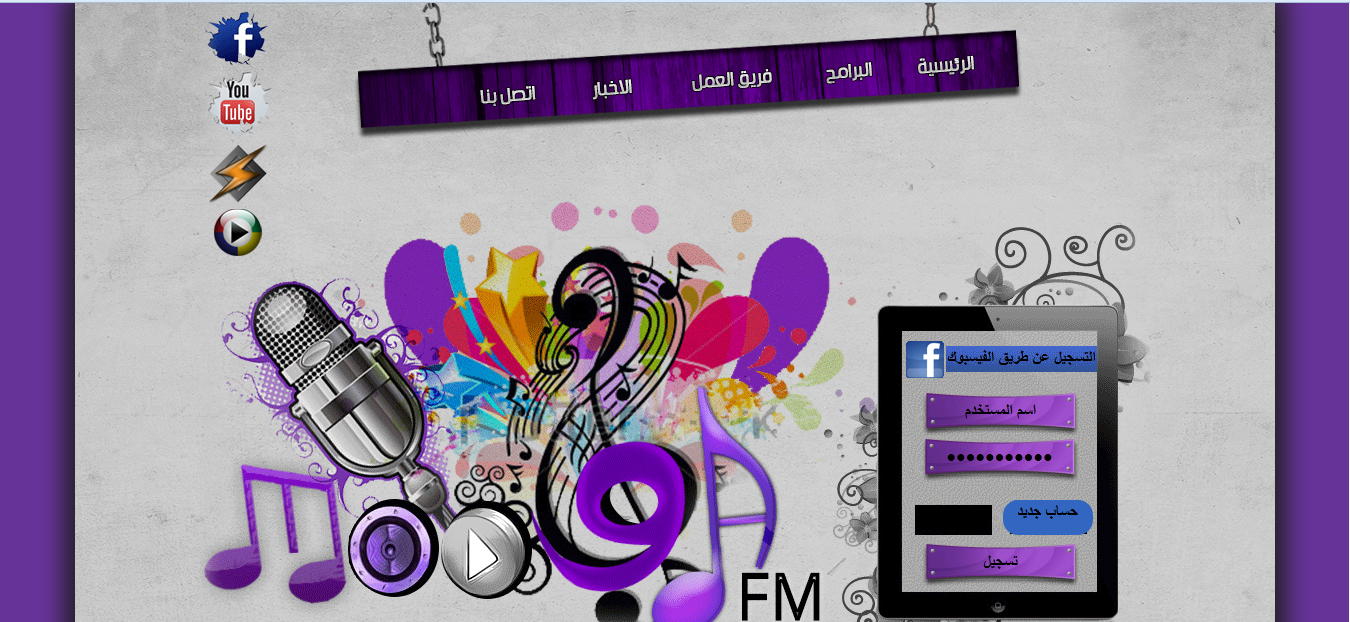 f
You
Tube
الرئيسية
البرامج
فريق العمل
الاخبار
اتصل بنا
f
التسجيل عن طريق الفيسبوك
اسم المستخدم
•••••••••••
حساب جديد
تسجيل
9
FM